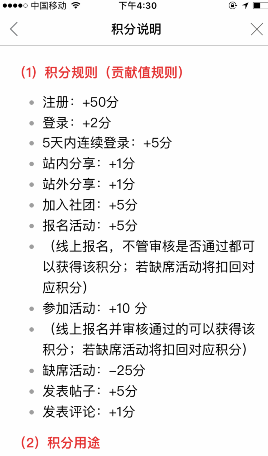 中国移动 下午4:30
积分说明
（1）积分规则（贡献值规则）
注册：+50分
登录：+2分
5天内连续登录：+5分
站内分享：+1分
站外分享：+1分
加入社团：+5分
报名活动：+5分
（线上报名，不管审核是否通过都可
以获得该积分；若缺席活动将扣回对
应积分）
参加活动：+10 分
（线上报名并审核通过的可以获得该
积分；若缺席活动将扣回对应积分）
缺席活动：-25分
发表帖子：+5分
发表评论：+1分
（2）积分用途